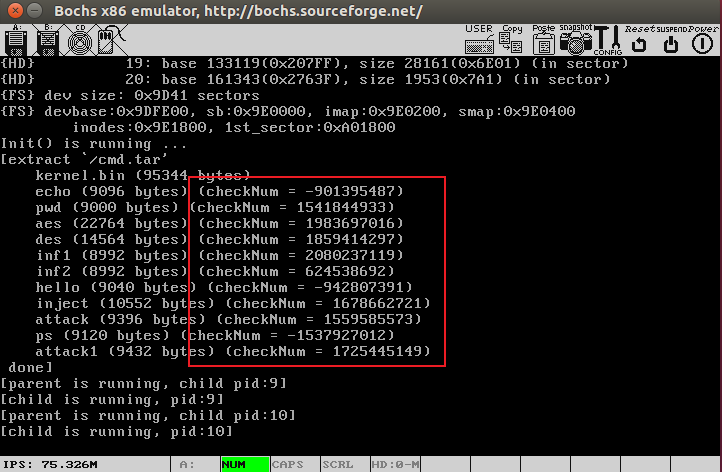 Bochs x86 emulator, http://bochs.sourceforge.net/
A: B: CD USER Copy Paste snapshot CONFIG Reset SUSPEND Power
{HD} 19: base 133119(0x207FF), size 28161(0x6E01) (in sector)
{HD} 20: base 161343(0x2763F), size 1953(0x7A1) (in sector)
{FS} dev size: 0x9D41 sectors
{FS} devbase:0x9DFE00, sb:0x9E0000, imap:0x9E0200, smap:0x9E0400
inodes:0x9E1800, 1st_sector:0xA01800
Init() is running ...
[extract `/cmd.tar'
kernel.bin (95344 bytes)
echo (9096 bytes) (checkNum = -901395487)
pwd (9000 bytes) (checkNum = 1541844933)
aes (22764 bytes) (checkNum = 1983697016)
des (14564 bytes) (checkNum = 1859414297)
inf1 (8992 bytes) (checkNum = 2080237119)
inf2 (8992 bytes) (checkNum = 624538692)
hello (9040 bytes) (checkNum = -942807391)
inject (10552 bytes) (checkNum = 1678662721)
attack (9396 bytes) (checkNum = 1559585573)
ps (9120 bytes) (checkNum = -1537927012)
attack1 (9432 bytes) (checkNum = 1725445149)
done]
[parent is running, child pid:9]
[child is running, pid:9]
[parent is running, child pid:10]
[child is running, pid:10]
IPS: 75.326M A: NUM CAPS SCRL HD:0-M